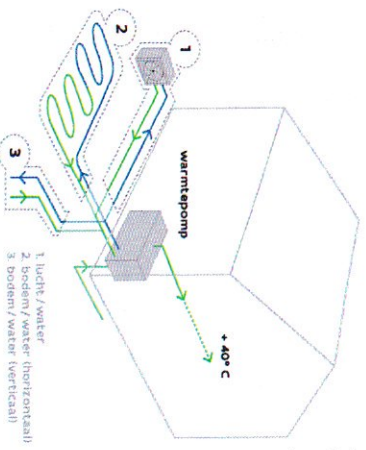 1
2
3
warmtepomp
+ 40° C
1. lucht / water
2. bodem / water (horizontaal)
3. bodem / water (verticaal)